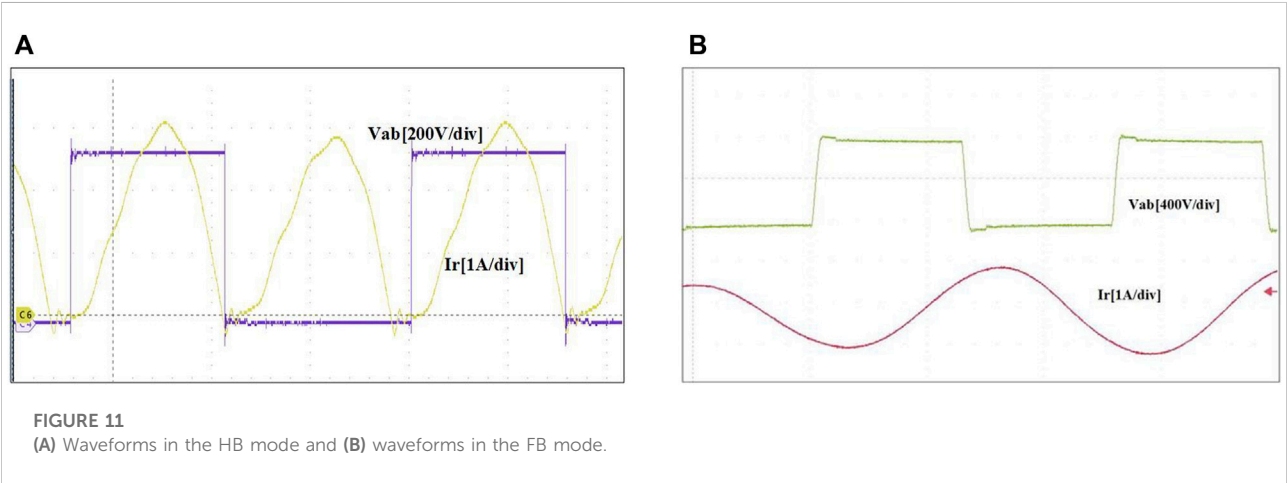 A
B
Vab[200V/div]
Ir[1A/div]
C6
Vab[400V/div]
Ir[1A/div]
FIGURE 11
(A) Waveforms in the HB mode and (B) waveforms in the FB mode.